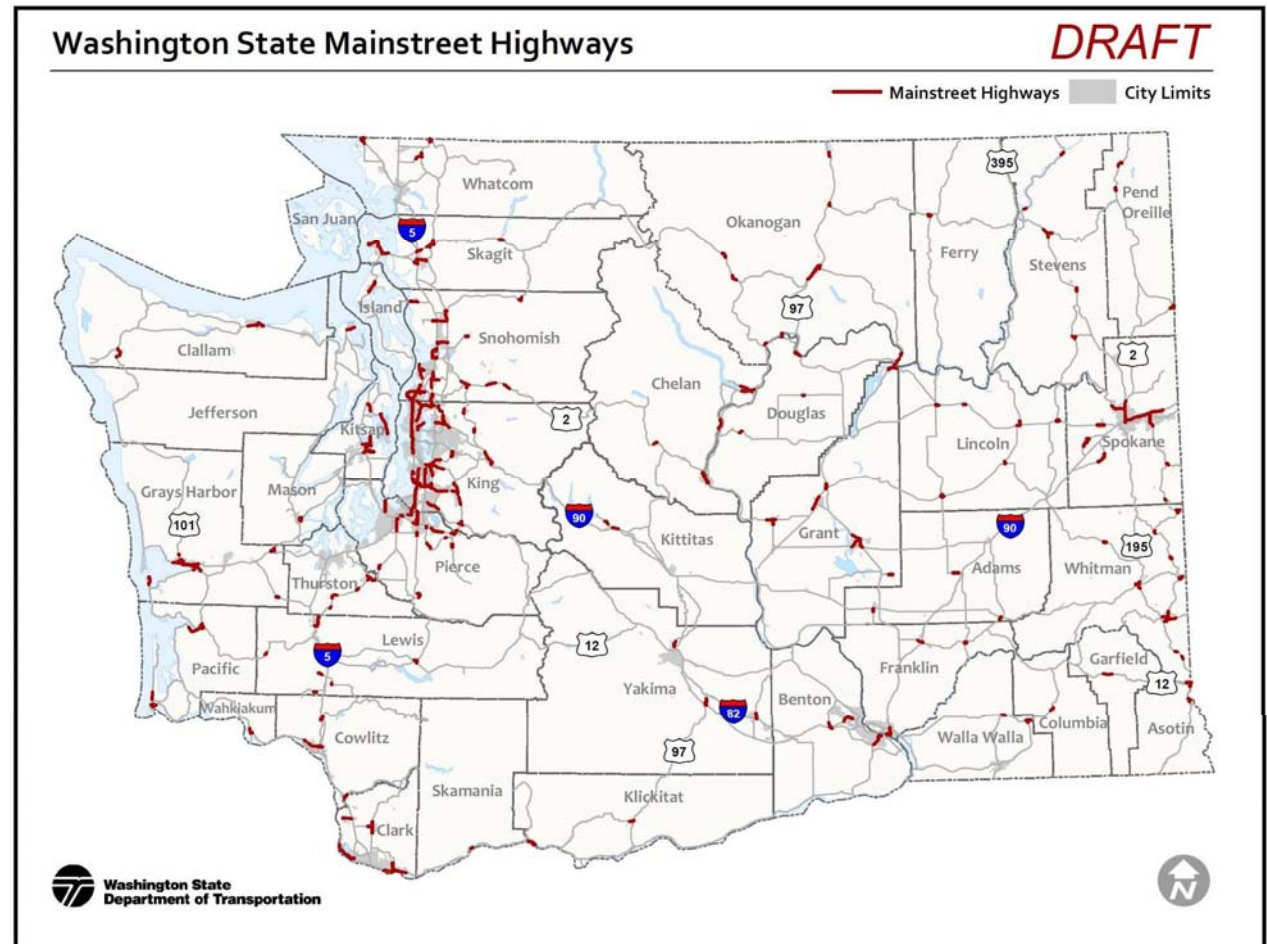 Washington State Mainstreet Highways
DRAFT
Mainstreet Highways
City Limits
395
Whatcom
Pend
Oreille
San Juan
Okanogan
5
Skagit
Ferry
Stevens
97
Island
Snohomish
Clallam
2
Chelan
Jefferson
Douglas
2
Kitsap
Lincoln
Spokane
King
Grays Harbor
Mason
101
90
90
Grant
Kittitas
195
Pierce
Adams
Whitman
Thurston
Lewis
12
5
Garfield
Pacific
Franklin
12
Yakima
Benton
Wahkiakum
82
Columbia
Asotin
Cowlitz
Walla Walla
97
Skamania
Klickitat
Clark
Washington State
Department of Transportation
N